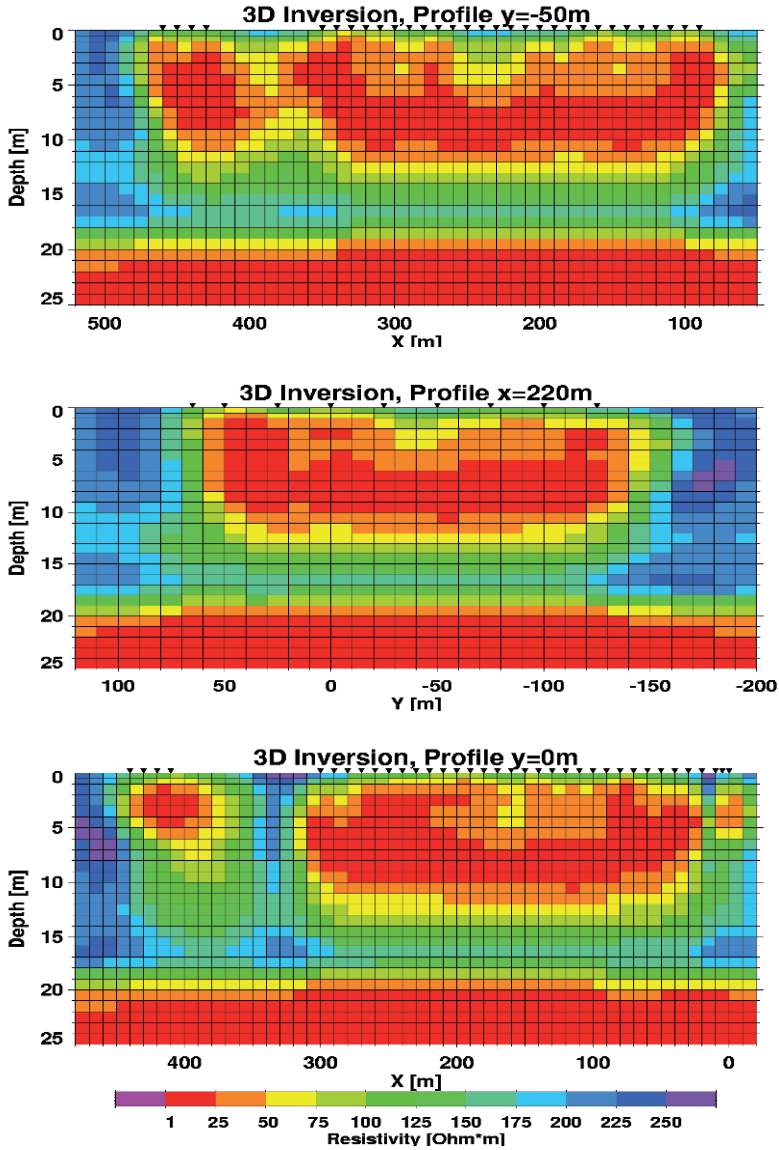 3D Inversion, Profile y=-50m
0
5
10
15
20
25
Depth [m]
500 400 300 200 100
X [m]
3D Inversion, Profile x=220m
0
5
10
15
20
25
Depth [m]
100 50 0 -50 -100 -150 -200
Y [m]
3D Inversion, Profile y=0m
0
5
10
15
20
25
Depth [m]
400 300 200 100 0
X [m]
1 25 50 75 100 125 150 175 200 225 250
Resistivity [Ohm*m]